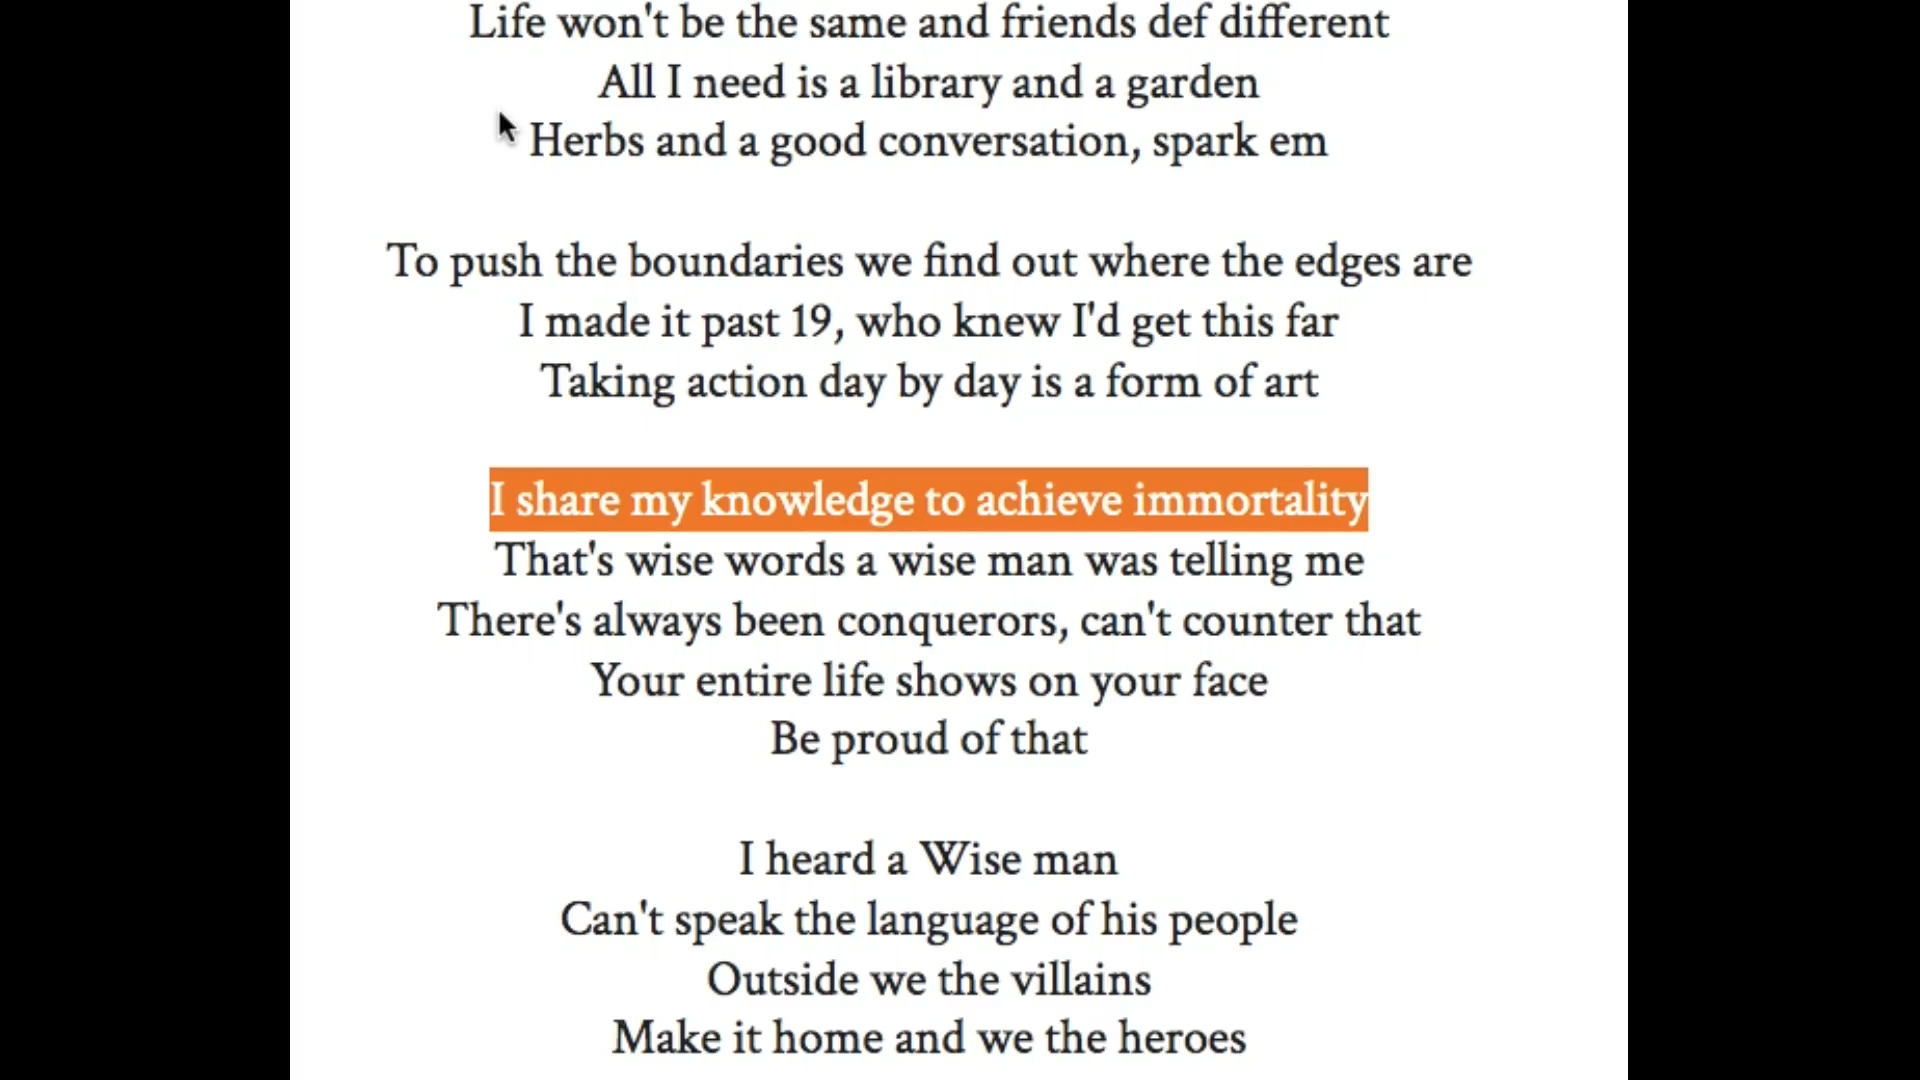 Life won't be the same and friends def different
All I need is a library and a garden
Herbs and a good conversation, spark em
To push the boundaries we find out where the edges are
I made it past 19, who knew I'd get this far
Taking action day by day is a form of art
I share my knowledge to achieve immortality
That's wise words a wise man was telling me
There's always been conquerors, can't counter that
Your entire life shows on your face
Be proud of that
I heard a Wise man
Can't speak the language of his people
Outside we the villains
Make it home and we the heroes